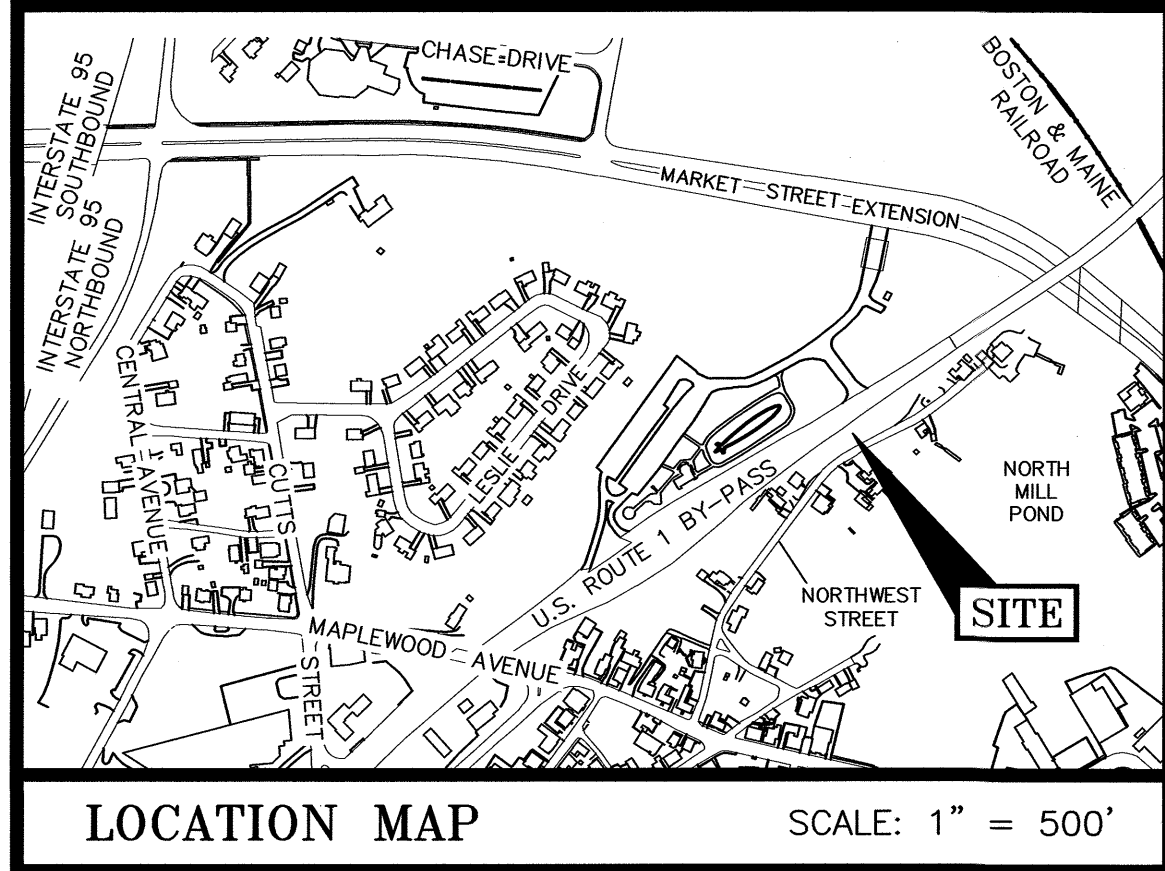 CHASE DRIVE
INTERSTATE 95
SOUTHBOUND
INTERSTATE 95
NORTHBOUND
BOSTON & MAINE
RAILROAD
MARKET STREET EXTENSION
CENTRAL AVENUE
CUTTS STREET
LESLIE DRIVE
U.S. ROUTE 1 BY-PASS
NORTH
MILL
POND
NORTHWEST
STREET
SITE
MAPLEWOOD AVENUE
LOCATION MAP
SCALE: 1" = 500'